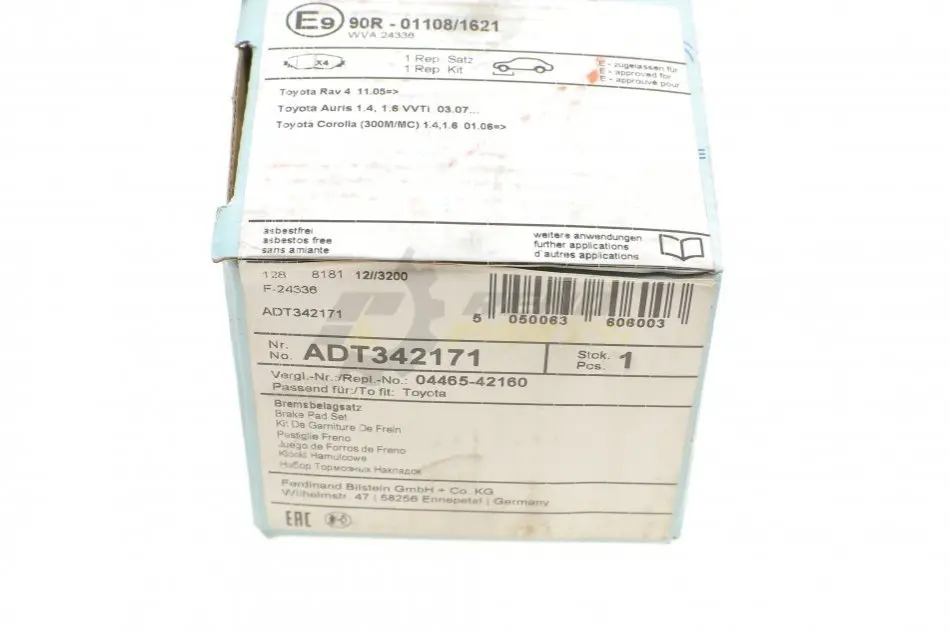 E9 90R - 01108/1621
WVA 24336
X4
1 Rep. Satz
1 Rep. Kit
E - zugelassen für
E - approved for
E - approuvé pour
Toyota Rav 4 11.05=>
Toyota Auris 1.4, 1.6 VVTi 03.07...
Toyota Corolla (300M/MC) 1.4,1.6 01.06=>
asbestfrei
asbestos free
sans amiante
weitere anwendungen
further applications
d'autres applications
128 8181 12//3200
F-24336
ADT342171
5 050063 606003
Nr.
No. ADT342171
Stck.
Pcs. 1
Vergl.-Nr.:/Repl.-No.: 04465-42160
Passend für:/To fit: Toyota
Bremsbelagsatz
Brake Pad Set
Kit De Garniture De Frein
Pastiglie Freno
Juego de Forros de Freno
Klocki Hamulcowe
Набор Тормозных Накладок
Ferdinand Bilstein GmbH + Co. KG
Wilhelmstr. 47 | 58256 Ennepetal | Germany
EAC